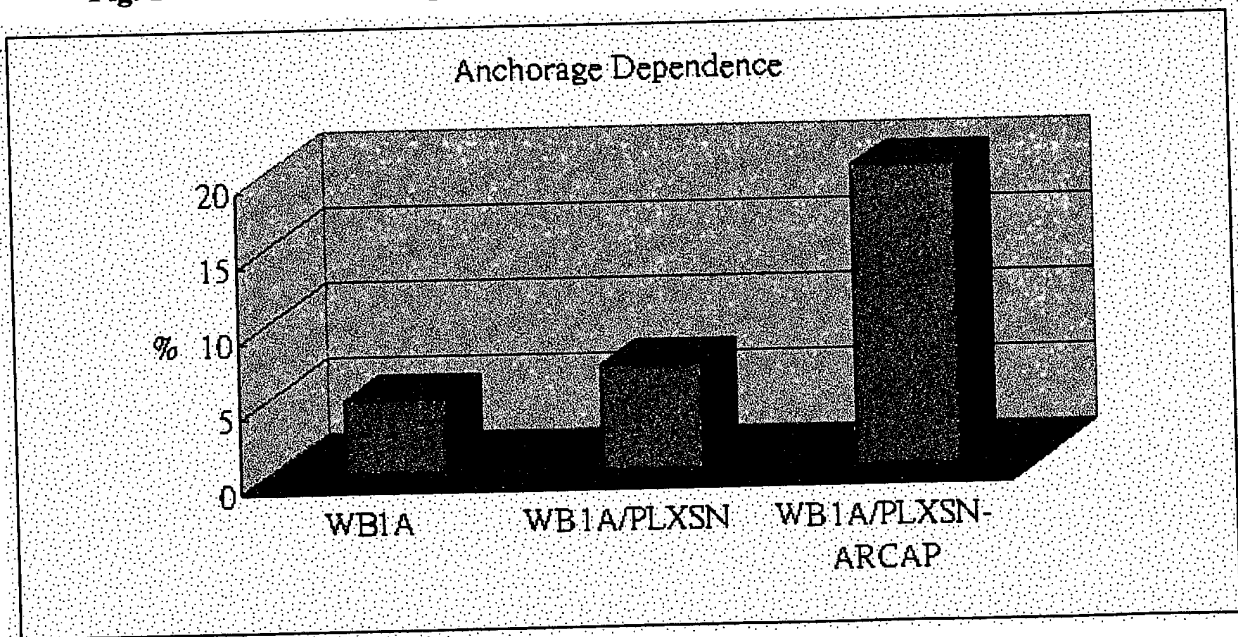 Anchorage Dependence
20
15
% 10
5
0
WB1A
WB1A/PLXSN
WB1A/PLXSN-
ARCAP